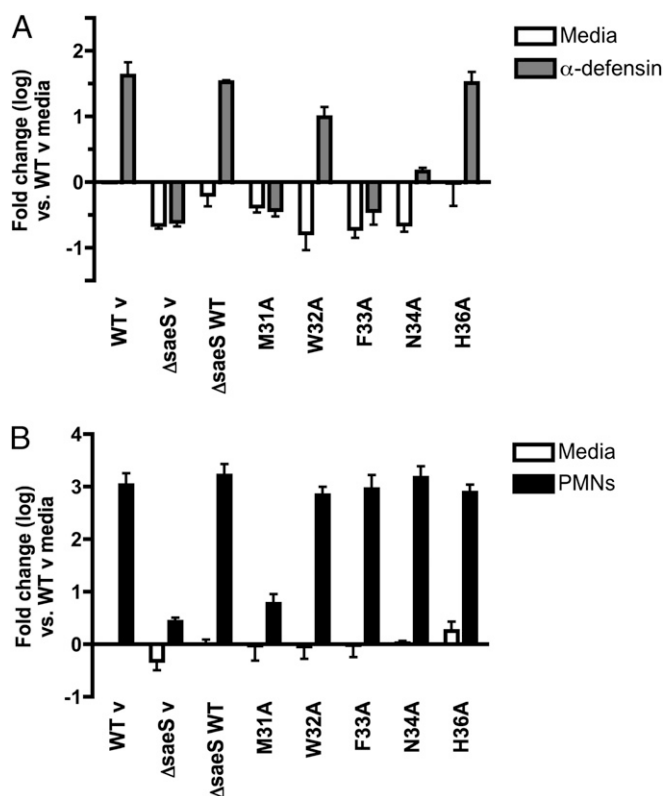 A
Fold change (log)
vs. WT v media
2
1
0
-1
Media
α-defensin
WT v
ΔsaeS v
ΔsaeS WT
M31A
W32A
F33A
N34A
H36A
B
Fold change (log)
vs. WT v media
4
3
2
1
0
-1
Media
PMNs
WT v
ΔsaeS v
ΔsaeS WT
M31A
W32A
F33A
N34A
H36A